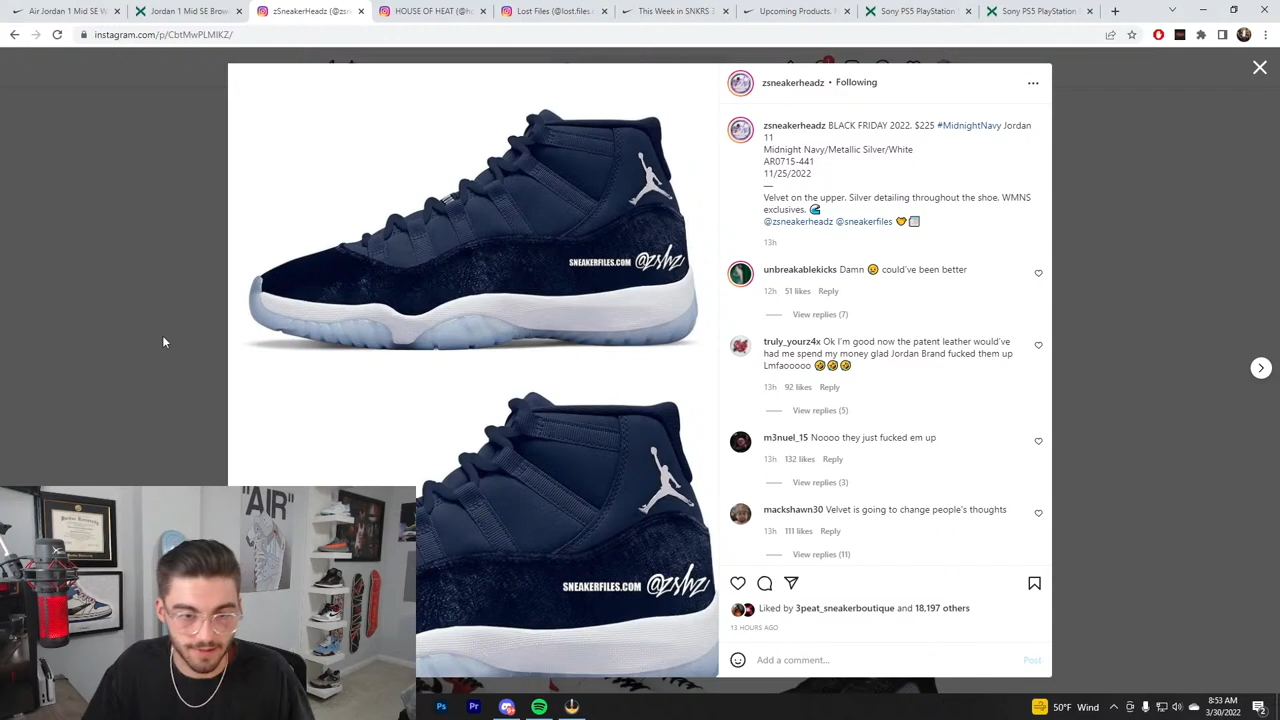 Air Jordan 1 Mid SE W
Jordan 1 Mid SE Brow
zSneakerHeadz (@zs
HOUSE OF HEAT (@h
Lost Files (@lost.files.
This Week in SNKRS
Upcoming Produc
Sony PS5 PlayStation
Sony PS5 PlayStation
instagram.com/p/CbtMwPLMIKZ/
zsneakerheadz • Following
zsneakerheadz BLACK FRIDAY 2022. $225 #MidnightNavy Jordan
11
Midnight Navy/Metallic Silver/White
AR0715-441
11/25/2022
—
Velvet on the upper. Silver detailing throughout the shoe. WMNS
exclusives. 🌊
@zsneakerheadz @sneakerfiles
13h
unbreakablekicks Damn 😖 could've been better
12h 51 likes Reply
View replies (7)
truly_yourz4x Ok I'm good now the patent leather would've
had me spend my money glad Jordan Brand fucked them up
Lmfaooooo 🤣🤣🤣
13h 92 likes Reply
View replies (5)
m3nuel_15 Noooo they just fucked em up
13h 132 likes Reply
View replies (3)
mackshawn30 Velvet is going to change people's thoughts
13h 111 likes Reply
View replies (11)
Liked by 3peat_sneakerboutique and 18,197 others
13 HOURS AGO
Add a comment...
Post
SNEAKERFILES.COM @zshz
SNEAKERFILES.COM @zshz
"AIR"
Ps
Pr
50°F Wind
8:53 AM
3/30/2022
2